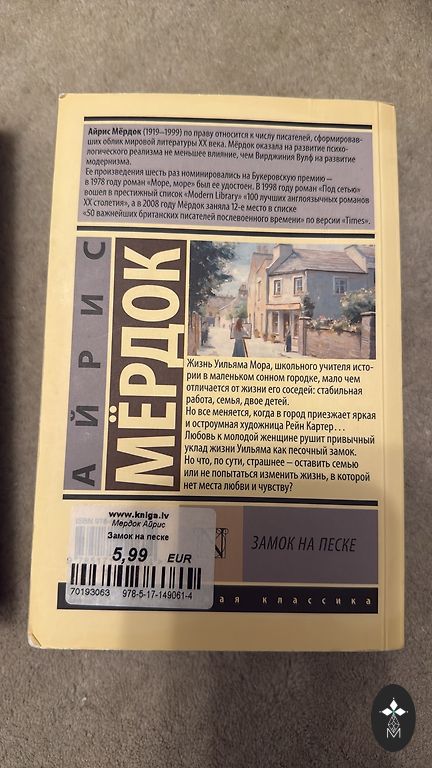 Айрис Мёрдок (1919–1999) по праву относится к числу писателей, сформировав-
ших облик мировой литературы XX века. Мёрдок оказала на развитие психо-
логического реализма не меньшее влияние, чем Вирджиния Вулф на развитие
модернизма.
Ее произведения шесть раз номинировались на Букеровскую премию –
в 1978 году роман «Море, море» был ее удостоен. В 1998 году роман «Под сетью»
вошел в престижный список «Modern Library» «100 лучших англоязычных романов
XX столетия», а в 2008 году Мёрдок заняла 12-е место в списке
«50 важнейших британских писателей послевоенного времени» по версии «Times».
АЙРИС
МЁРДОК
Жизнь Уильяма Мора, школьного учителя исто-
рии в маленьком сонном городке, мало чем
отличается от жизни его соседей: стабильная
работа, семья, двое детей.
Но все меняется, когда в город приезжает яркая
и остроумная художница Рейн Картер…
Любовь к молодой женщине рушит привычный
уклад жизни Уильяма как песочный замок.
Но что, по сути, страшнее – оставить семью
или не попытаться изменить жизнь, в которой
нет места любви и чувству?
ISBN 978-
www.kniga.lv
Мердок Айрис
Замок на песке
5,99 EUR
70193063 978-5-17-149061-4
ЗАМОК НА ПЕСКЕ
ная классика
M